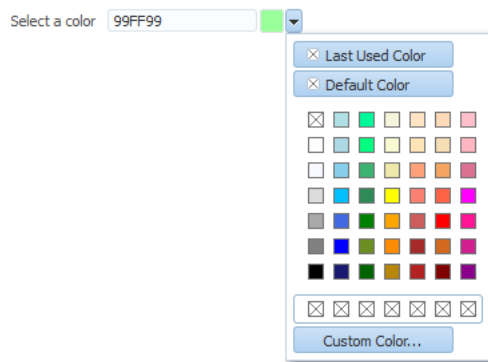 Select a color 99FF99
Last Used Color
Default Color
Custom Color...